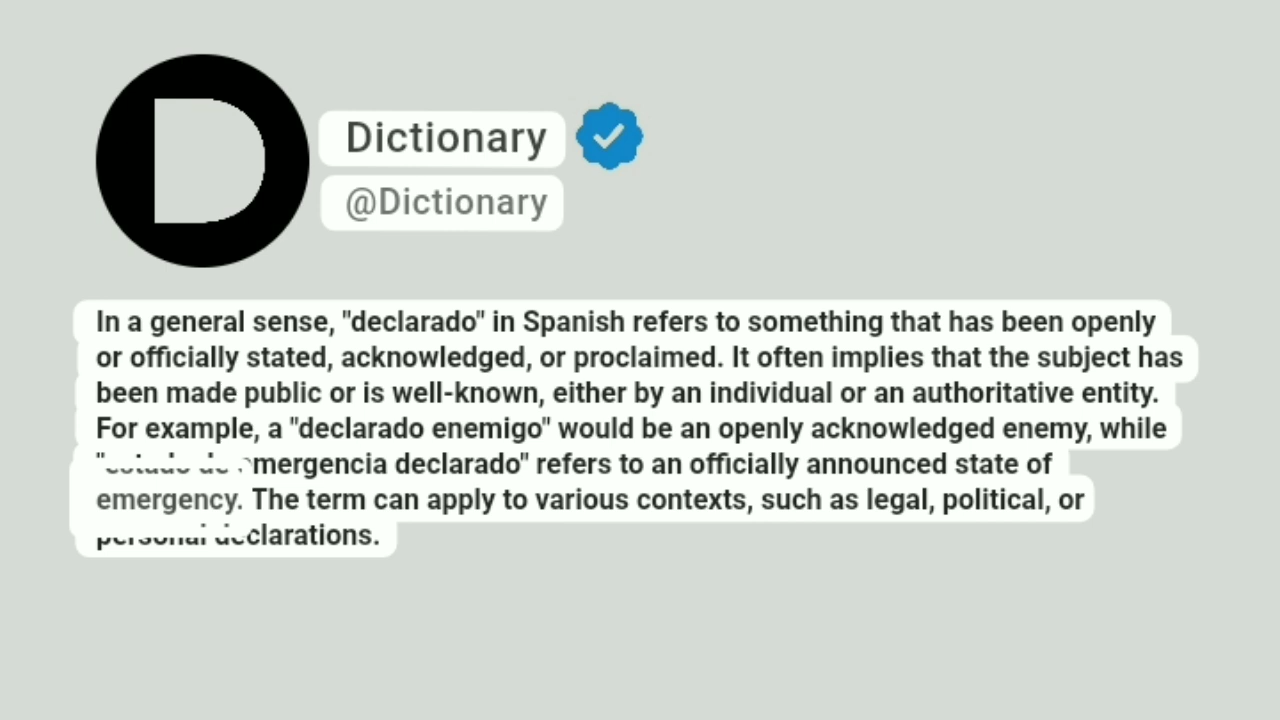 D
Dictionary
@Dictionary
In a general sense, "declarado" in Spanish refers to something that has been openly
or officially stated, acknowledged, or proclaimed. It often implies that the subject has
been made public or is well-known, either by an individual or an authoritative entity.
For example, a "declarado enemigo" would be an openly acknowledged enemy, while
"estado de emergencia declarado" refers to an officially announced state of
emergency. The term can apply to various contexts, such as legal, political, or
personal declarations.